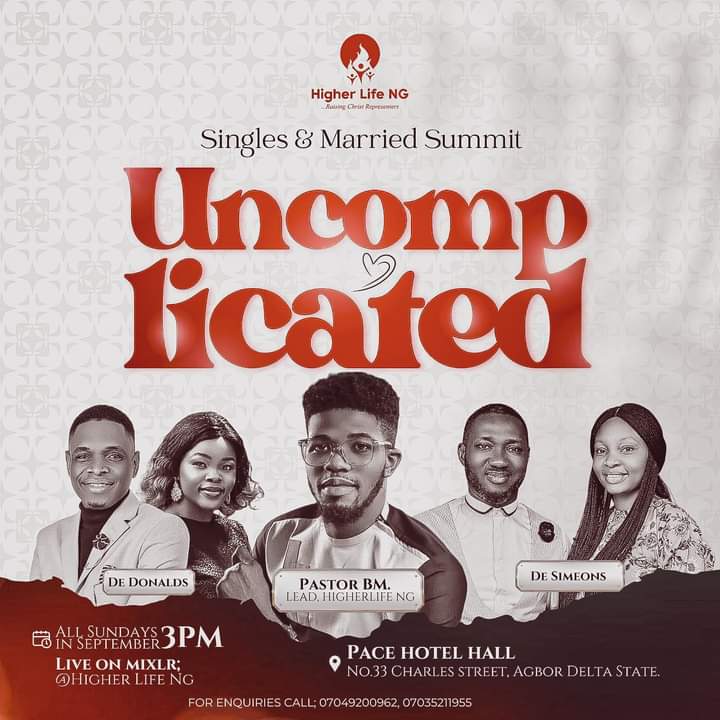 Higher Life NG
...Raising Christ Representers
Singles & Married Summit
Uncomp
licated
DE DONALDS
PASTOR BM.
LEAD, HIGHERLIFE NG
DE SIMEONS
ALL SUNDAYS
IN SEPTEMBER 3PM
LIVE ON MIXLR;
@HIGHER LIFE NG
PACE HOTEL HALL
NO.33 CHARLES STREET, AGBOR DELTA STATE.
FOR ENQUIRIES CALL; 07049200962, 07035211955